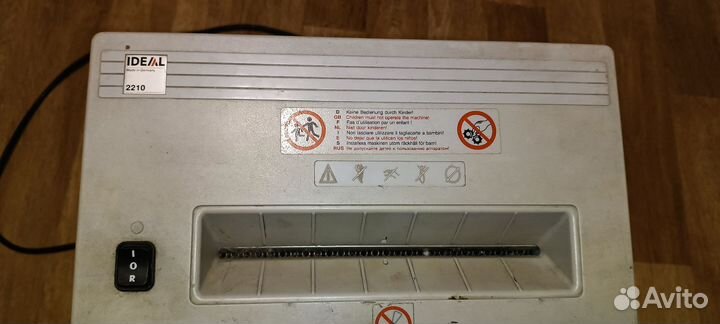 IDEAL
Made in Germany
2210
D Keine Bedienung durch Kinder!
GB Children must not operate the machine!
F Pas d'utilisation par un enfant !
NL Niet door kinderen!
I Non lasciare utilizzare il tagliacarte a bambini!
E No dejar que la utilicen los niños!
S Installera maskinen utom räckhåll för barn!
RUS Не допускайте детей к пользованию аппаратом!
I
O
R
Avito